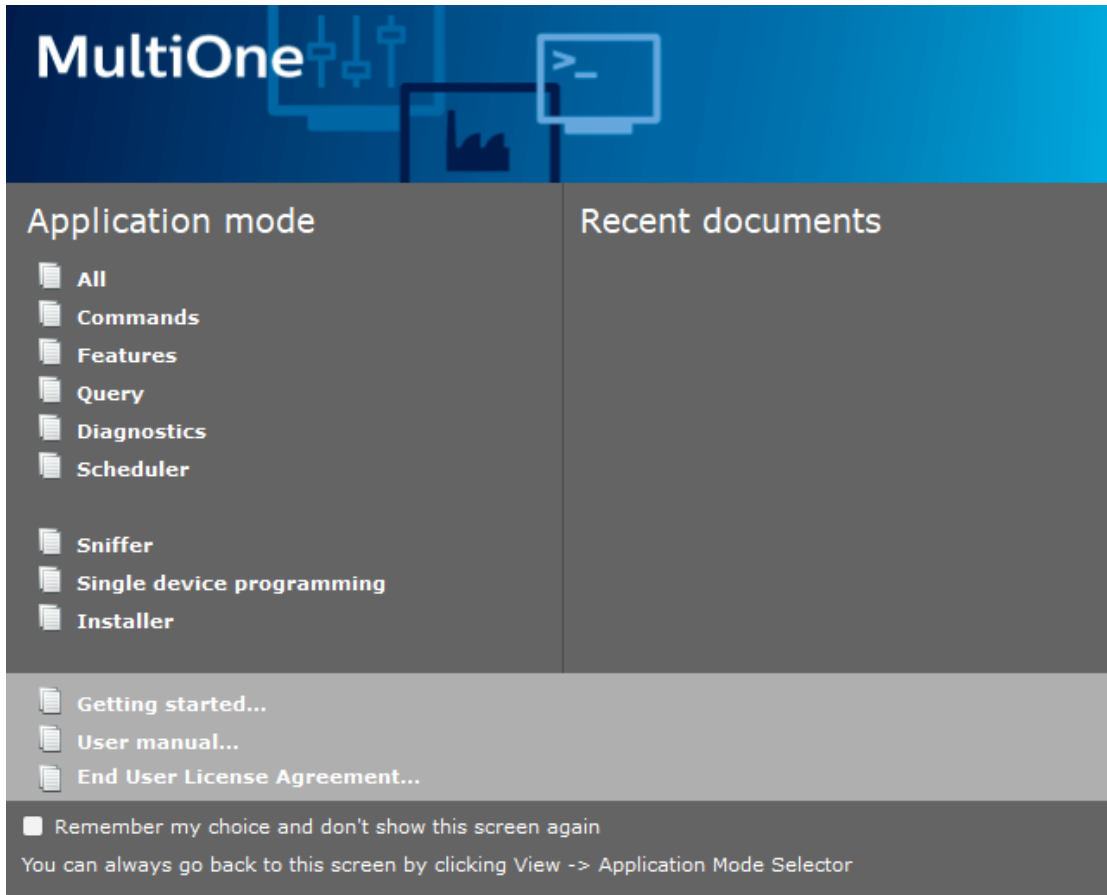 MultiOne
>_
Application mode
All
Commands
Features
Query
Diagnostics
Scheduler
Sniffer
Single device programming
Installer
Recent documents
Getting started...
User manual...
End User License Agreement...
Remember my choice and don't show this screen again
You can always go back to this screen by clicking View -> Application Mode Selector